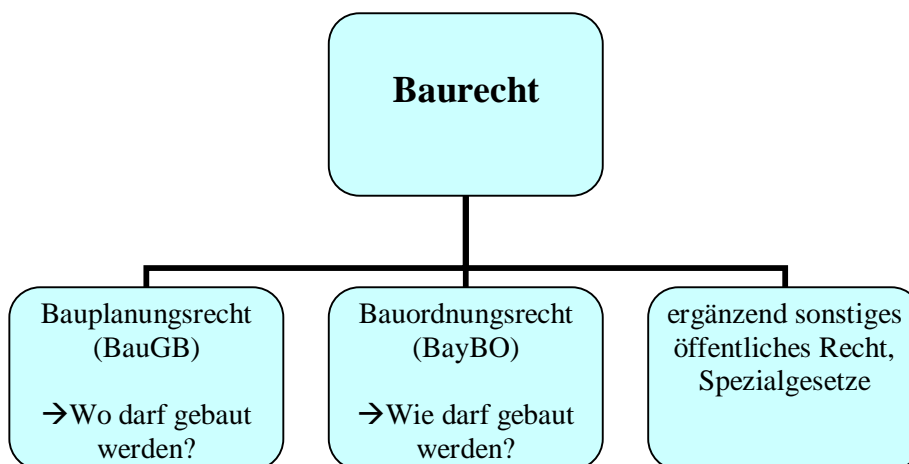 Baurecht
Bauplanungsrecht
(BauGB)
→Wo darf gebaut
werden?
Bauordnungsrecht
(BayBO)
→Wie darf gebaut
werden?
ergänzend sonstiges
öffentliches Recht,
Spezialgesetze